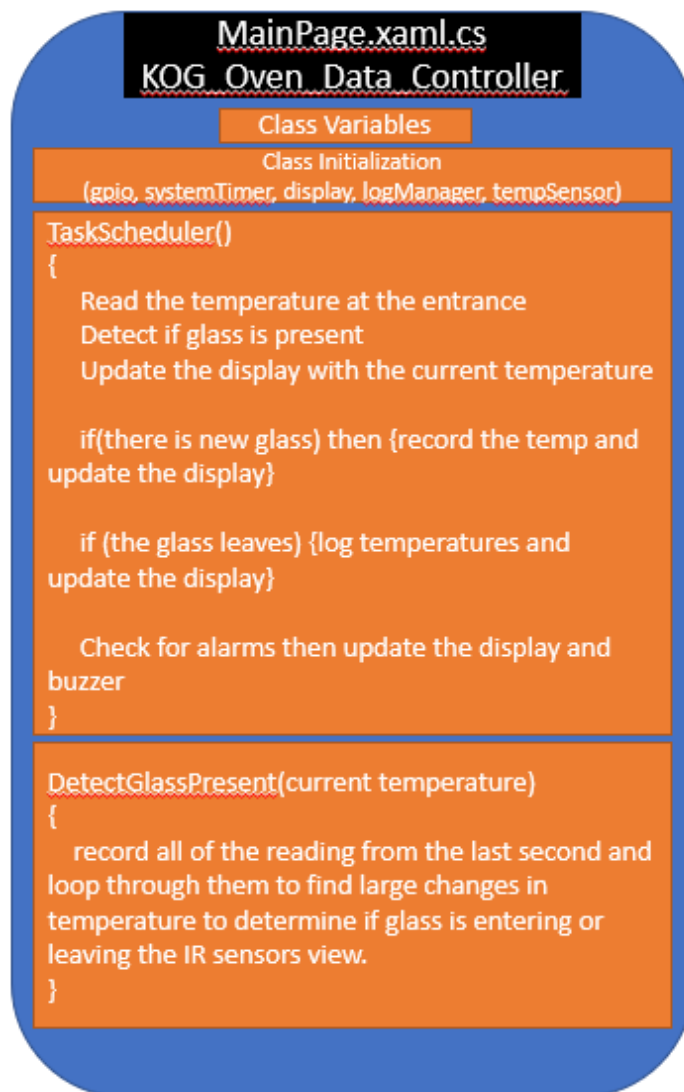 MainPage.xaml.cs
KOG_Oven_Data_Controller
Class Variables
Class Initialization
(gpio, systemTimer, display, logManager, tempSensor)
TaskScheduler()
{
Read the temperature at the entrance
Detect if glass is present
Update the display with the current temperature
if(there is new glass) then {record the temp and
update the display}
if (the glass leaves) {log temperatures and
update the display}
Check for alarms then update the display and
buzzer
}
DetectGlassPresent(current temperature)
{
record all of the reading from the last second and
loop through them to find large changes in
temperature to determine if glass is entering or
leaving the IR sensors view.
}